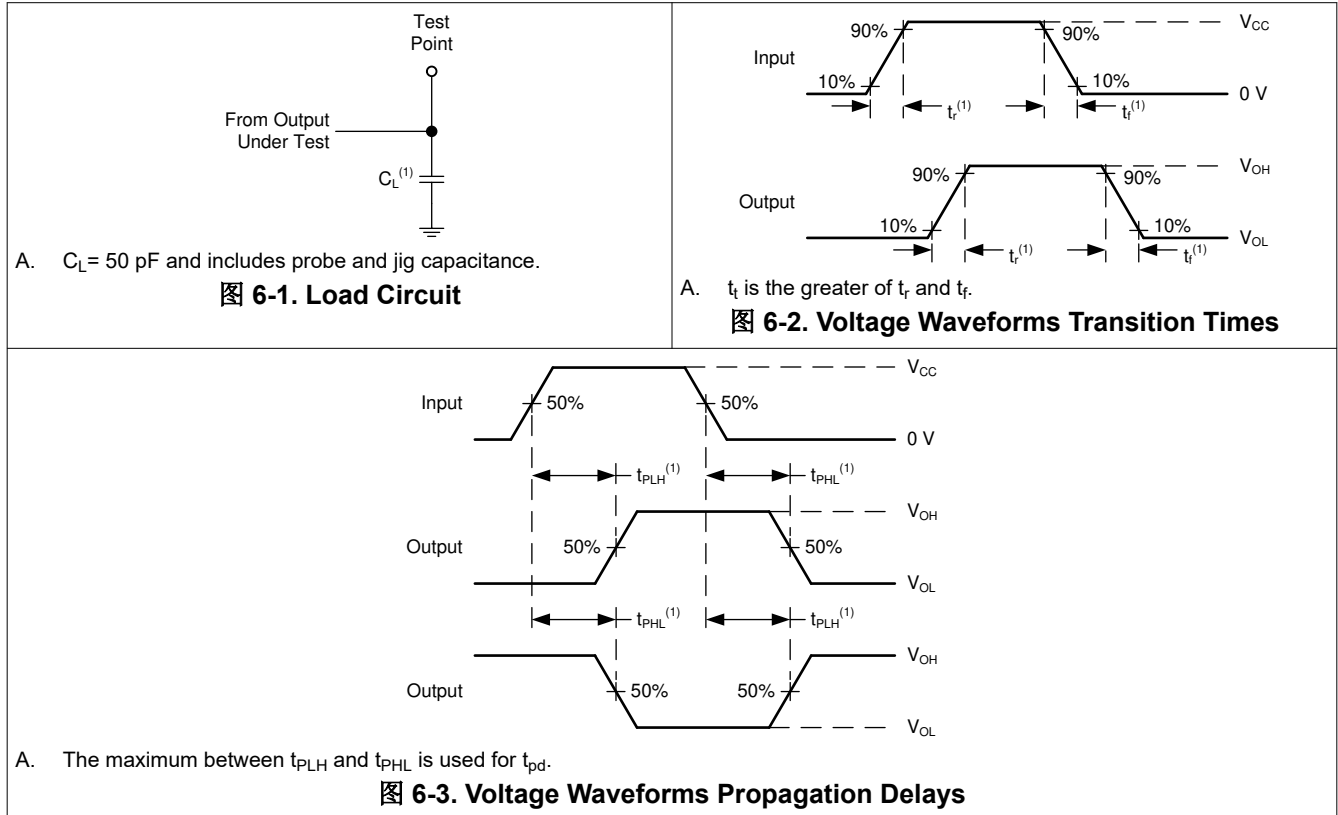 Test
Point
From Output
Under Test
C_L^(1)
A. C_L= 50 pF and includes probe and jig capacitance.
图 6-1. Load Circuit
V_CC
90%
90%
Input
10%
10%
0 V
t_r^(1)
t_f^(1)
V_OH
90%
90%
Output
10%
10%
V_OL
t_r^(1)
t_f^(1)
A. t_t is the greater of t_r and t_f.
图 6-2. Voltage Waveforms Transition Times
V_CC
Input
50%
50%
0 V
t_PLH^(1)
t_PHL^(1)
V_OH
Output
50%
50%
V_OL
t_PHL^(1)
t_PLH^(1)
V_OH
Output
50%
50%
V_OL
A. The maximum between t_PLH and t_PHL is used for t_pd.
图 6-3. Voltage Waveforms Propagation Delays